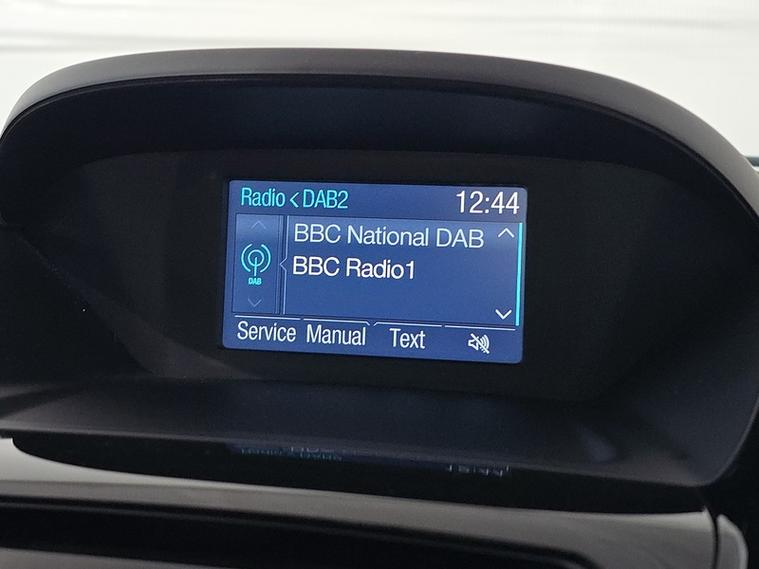 Radio < DAB2 12:44
BBC National DAB
BBC Radio1
DAB
Service Manual Text